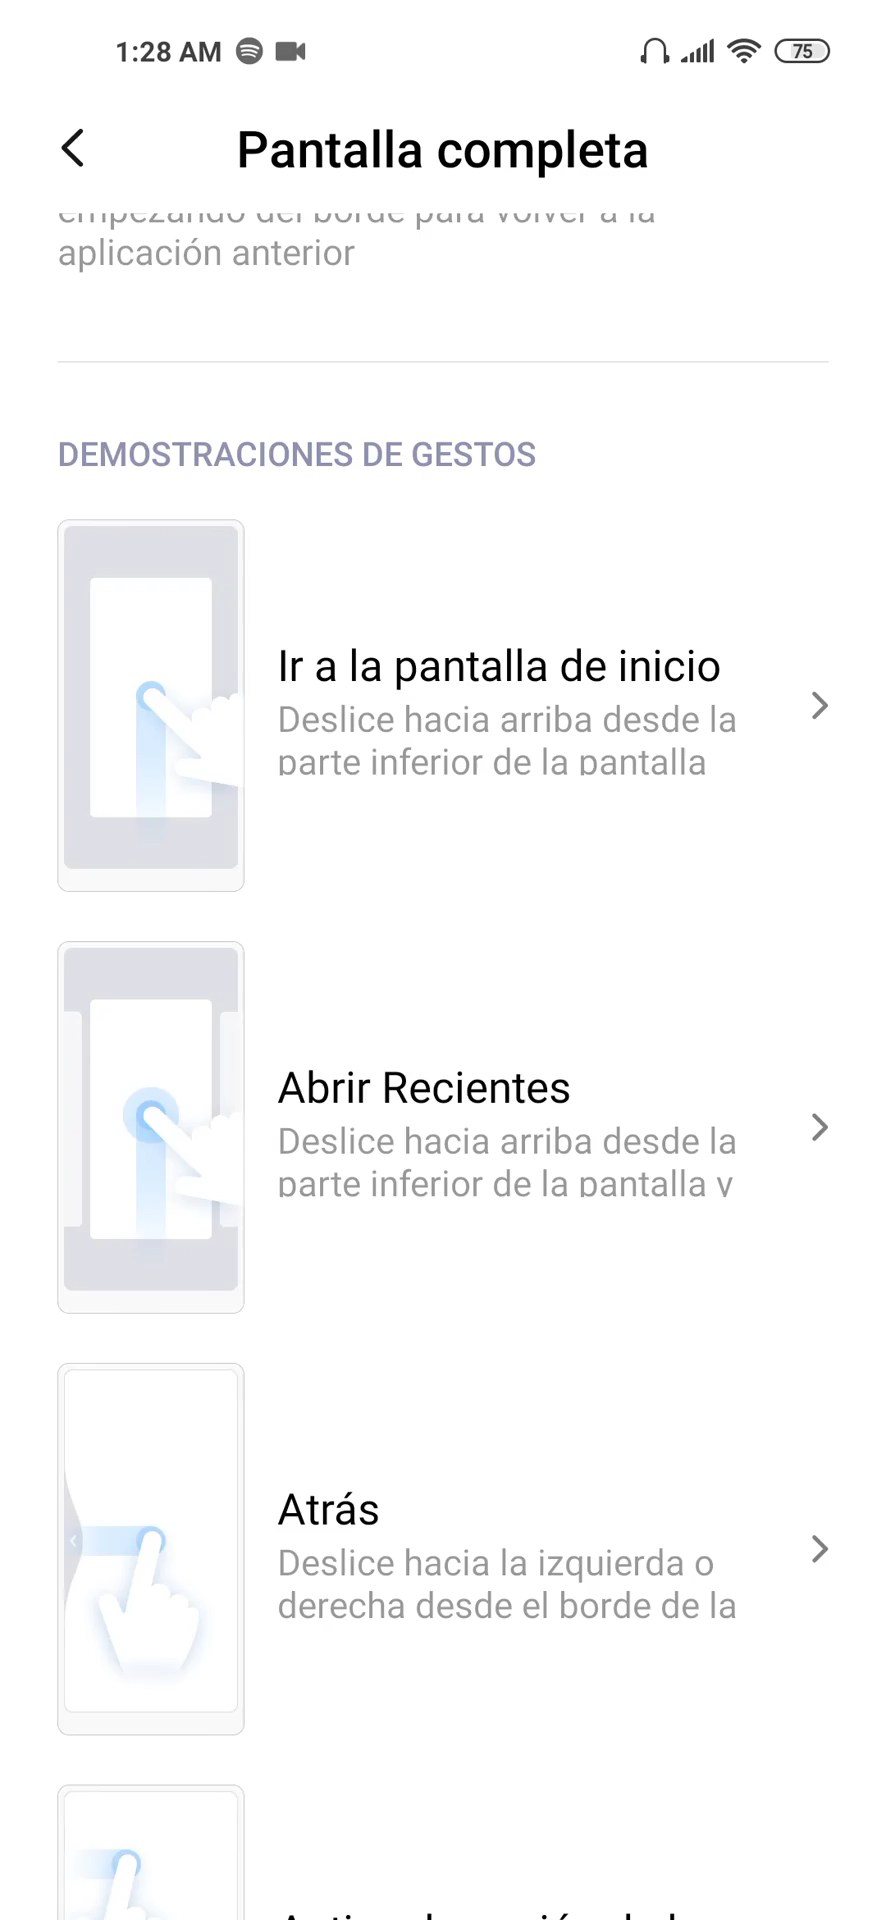 1:28 AM
75
Pantalla completa
empezando del borde para volver a la
aplicación anterior
DEMOSTRACIONES DE GESTOS
Ir a la pantalla de inicio
Deslice hacia arriba desde la
parte inferior de la pantalla
Abrir Recientes
Deslice hacia arriba desde la
parte inferior de la pantalla y
Atrás
Deslice hacia la izquierda o
derecha desde el borde de la